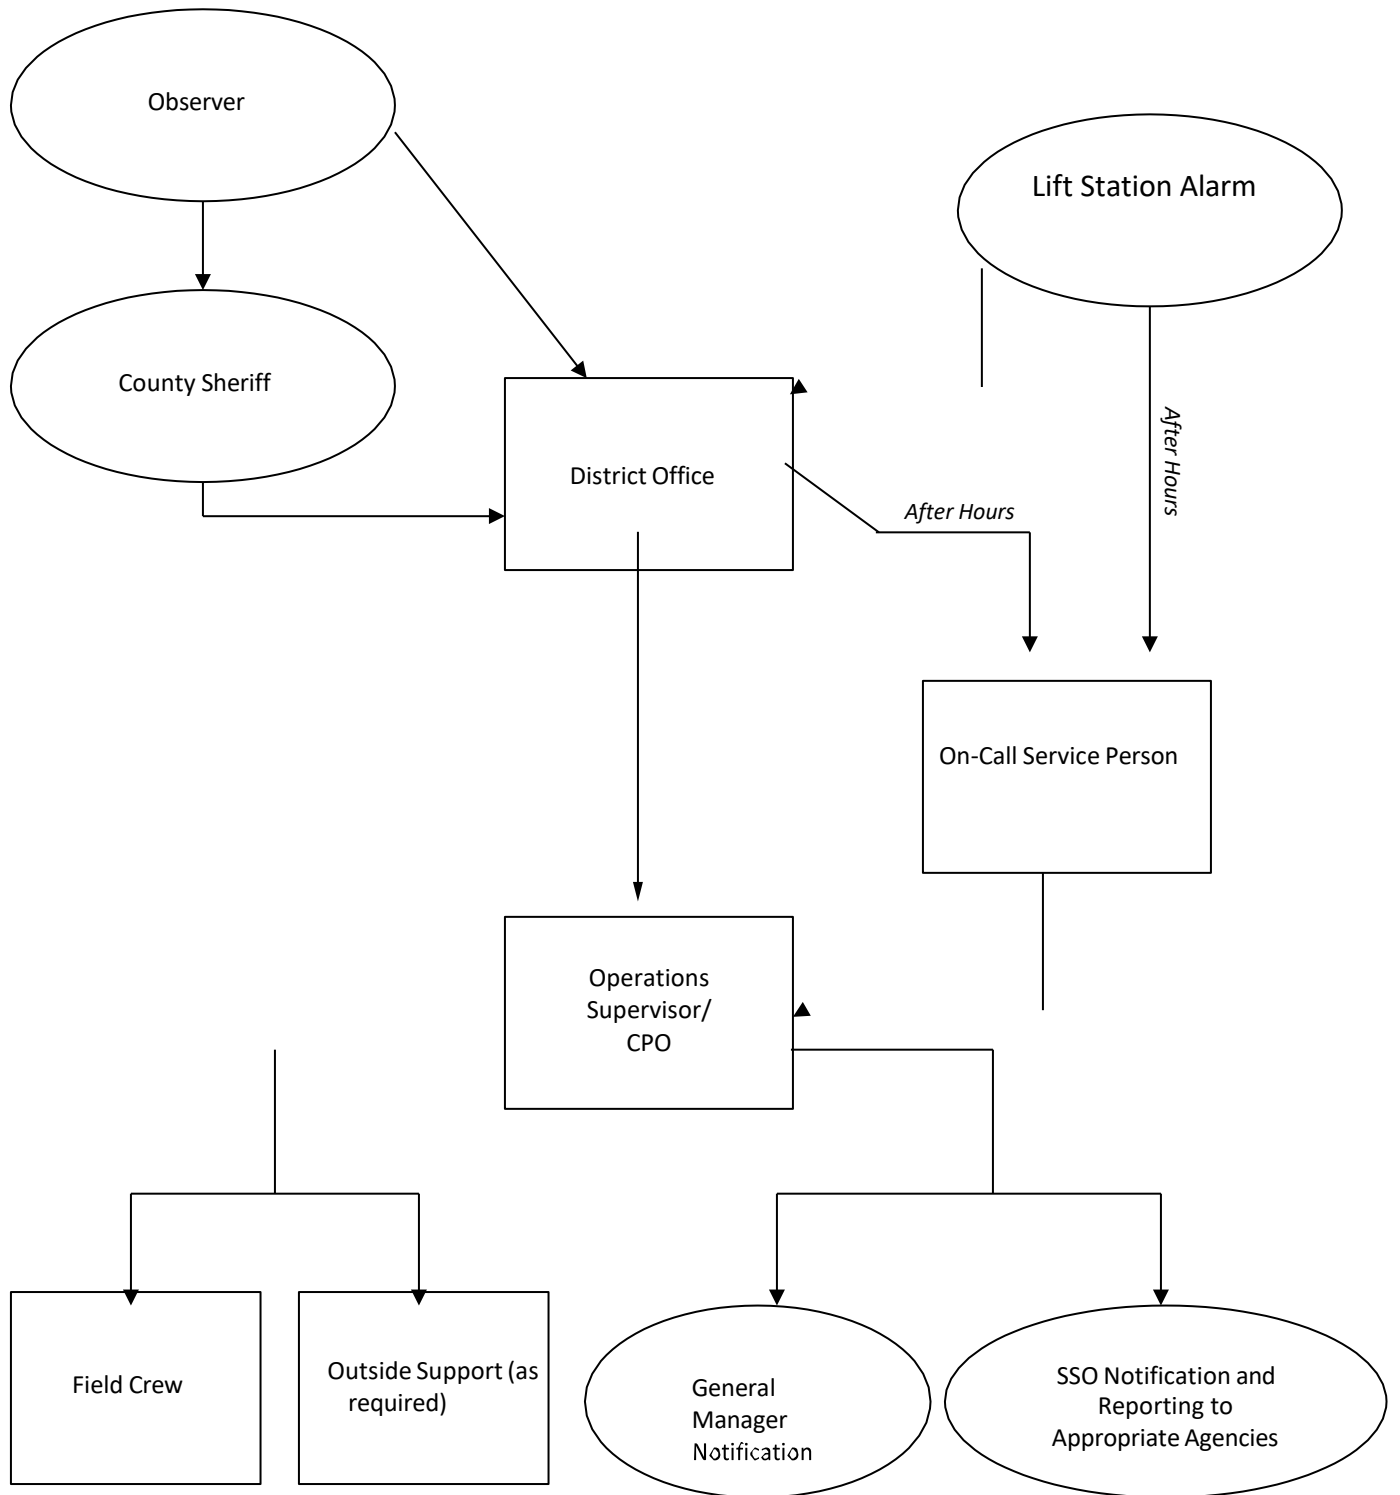 Observer
Lift Station Alarm
County Sheriff
District Office
After Hours
After Hours
On-Call Service Person
Operations
Supervisor/
CPO
Field Crew
Outside Support (as
required)
General
Manager
Notification
SSO Notification and
Reporting to
Appropriate Agencies